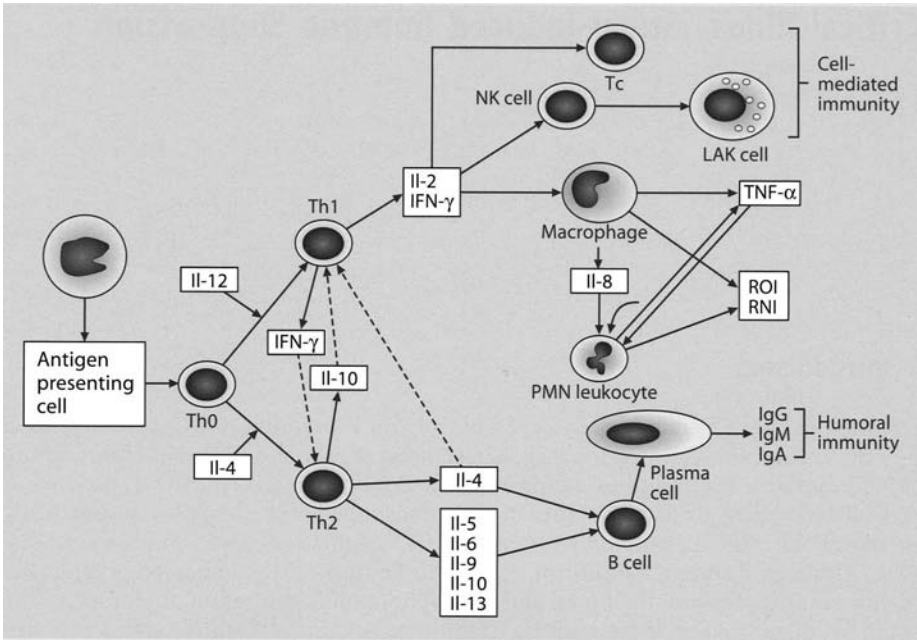 Tc
Cell-
mediated
immunity
NK cell
LAK cell
Il-2
IFN-γ
TNF-α
Th1
Macrophage
Il-12
Il-8
ROI
RNI
IFN-γ
Antigen
presenting
cell
Il-10
PMN leukocyte
Th0
IgG
IgM
IgA
Humoral
immunity
Il-4
Il-4
Plasma
cell
Th2
Il-5
Il-6
Il-9
Il-10
Il-13
B cell